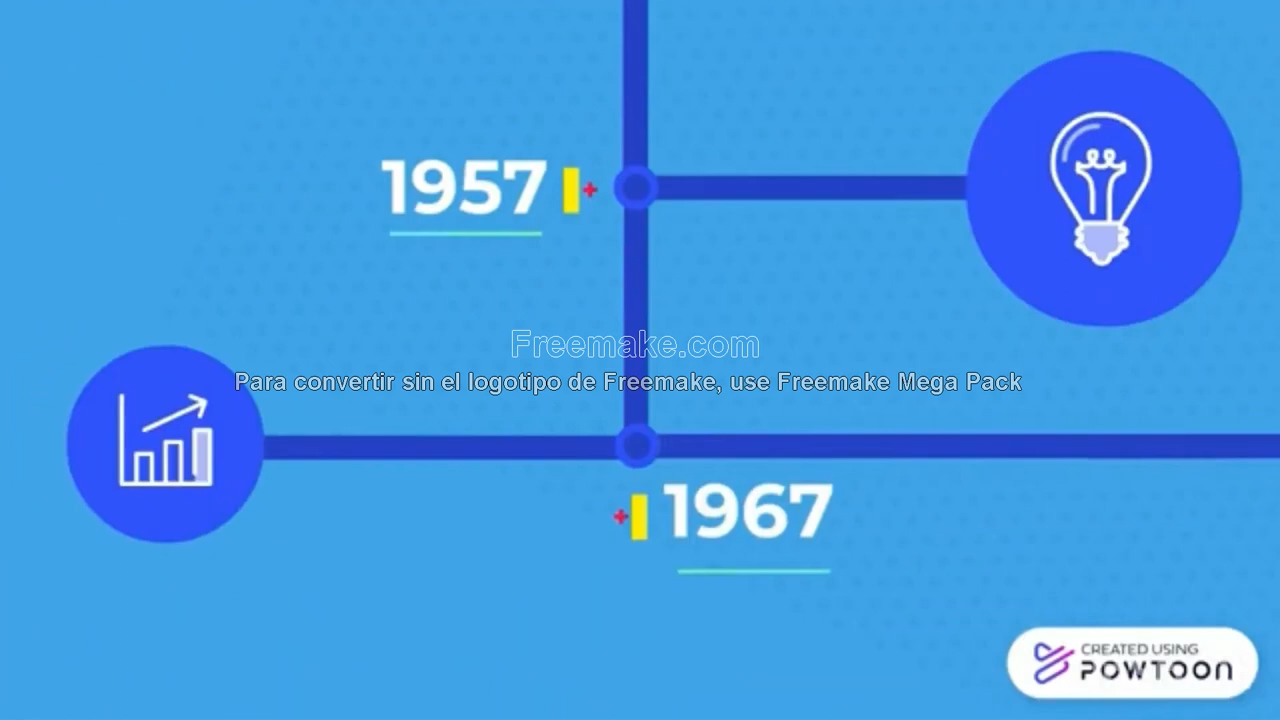 1957
Freemake.com
Para convertir sin el logotipo de Freemake, use Freemake Mega Pack
1967
CREATED USING
POWTOON